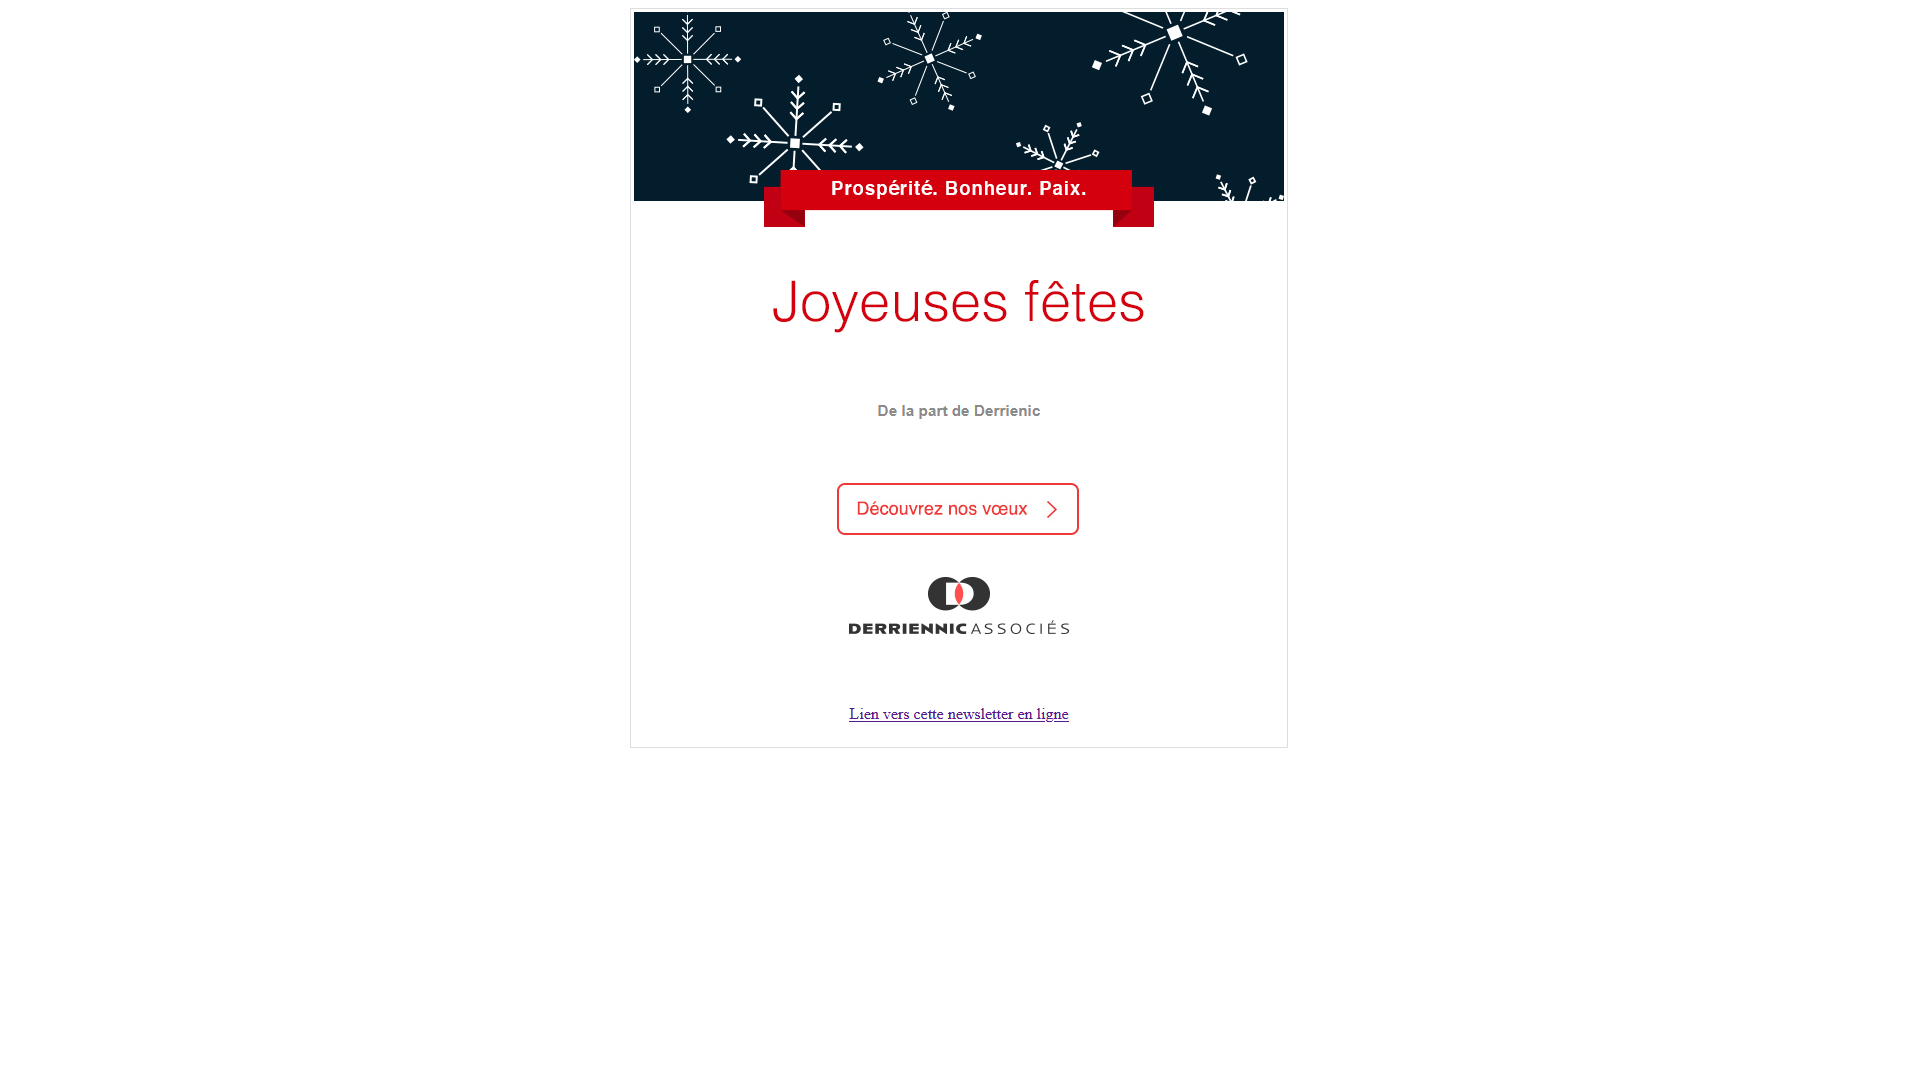 Prospérité. Bonheur. Paix.
Joyeuses fêtes
De la part de Derrienic
Découvrez nos vœux
DERRIENNIC ASSOCIÉS
Lien vers cette newsletter en ligne